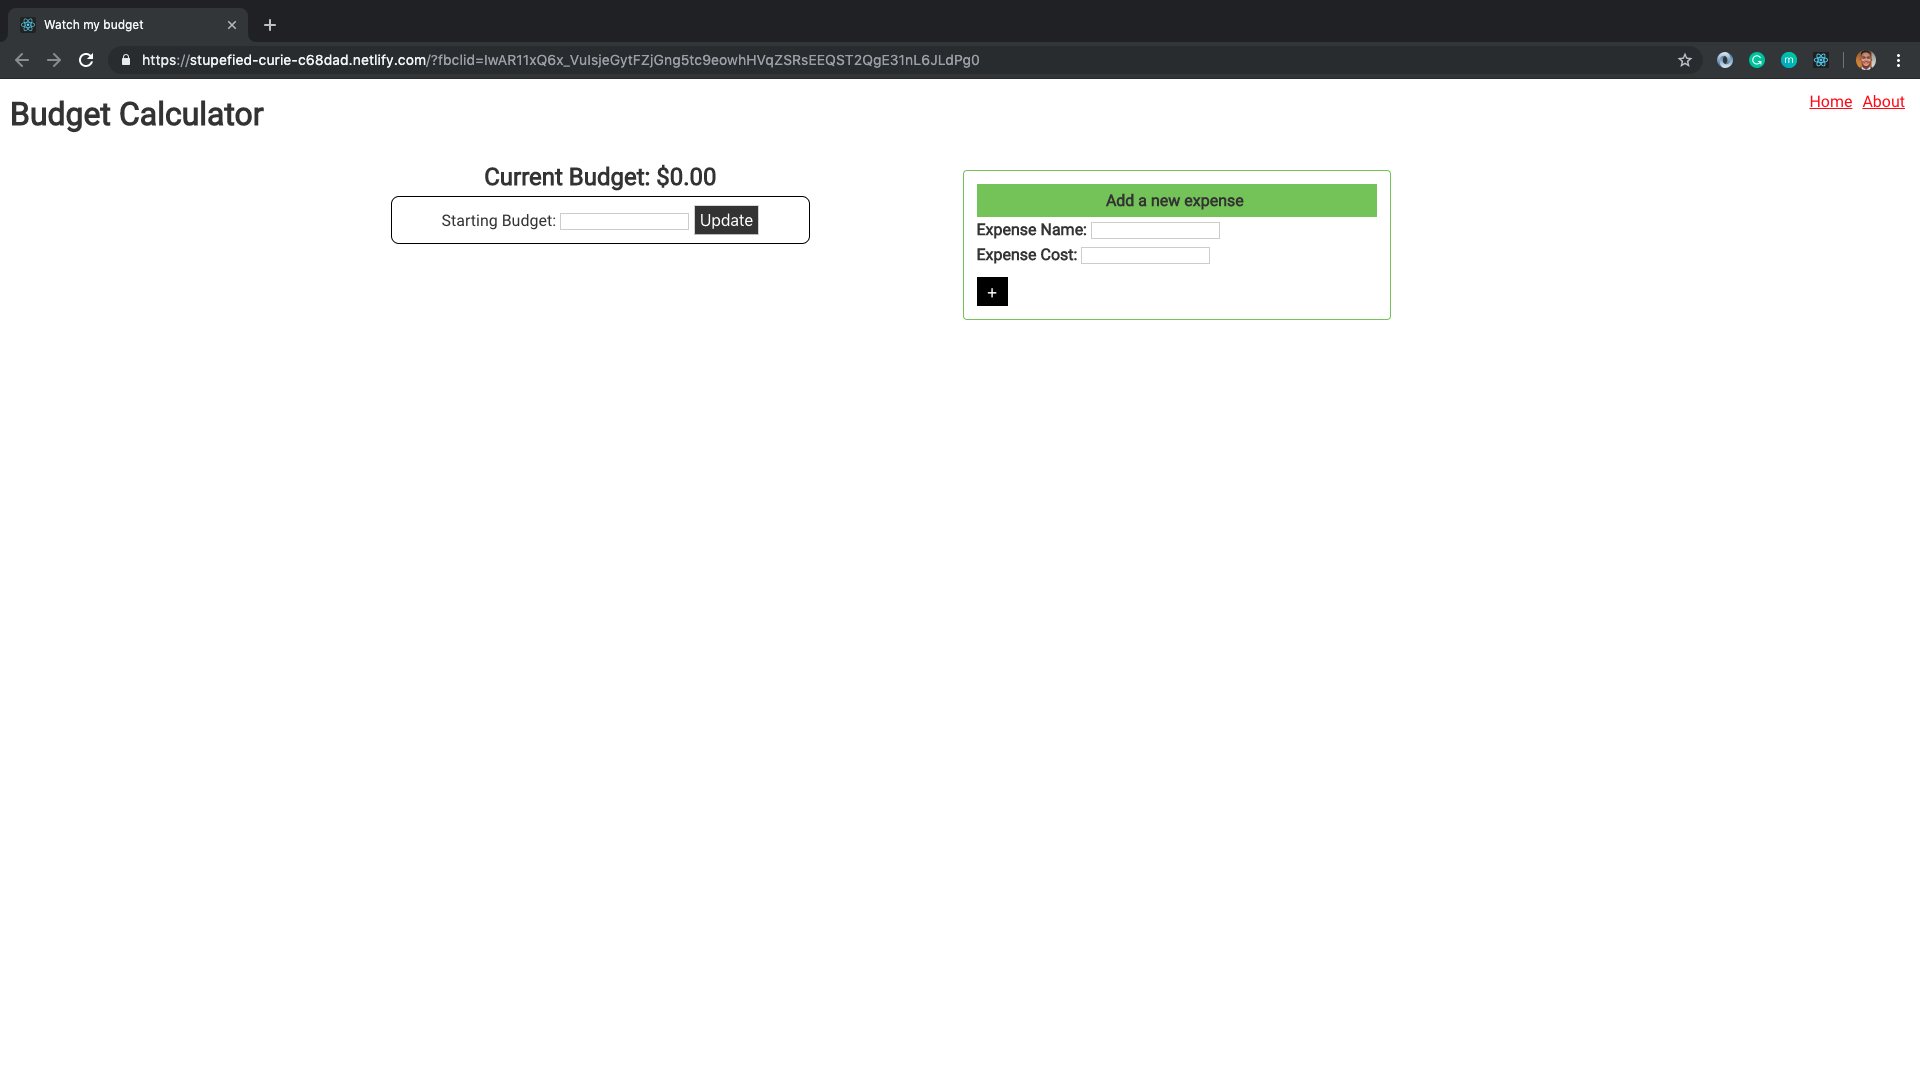 Watch my budget
https://stupefied-curie-c68dad.netlify.com/?fbclid=IwAR11xQ6x_VuIsjeGytFZjGng5tc9eowhHVqZSRsEEQST2QgE31nL6JLdPg0
Budget Calculator
Home About
Current Budget: $0.00
Starting Budget: Update
Add a new expense
Expense Name:
Expense Cost:
+